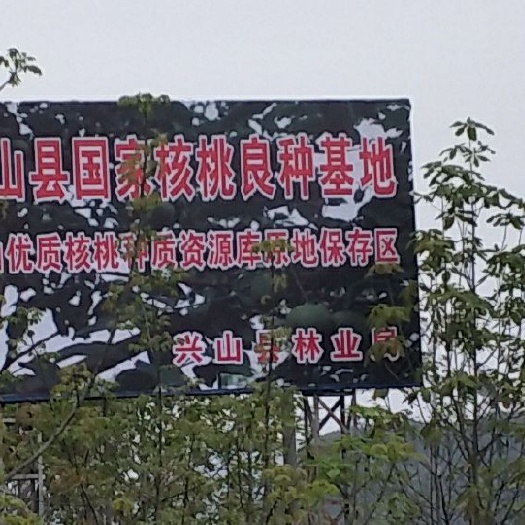 山县国家核桃良种基地
优质核桃种质资源库原地保存区
兴山县林业局